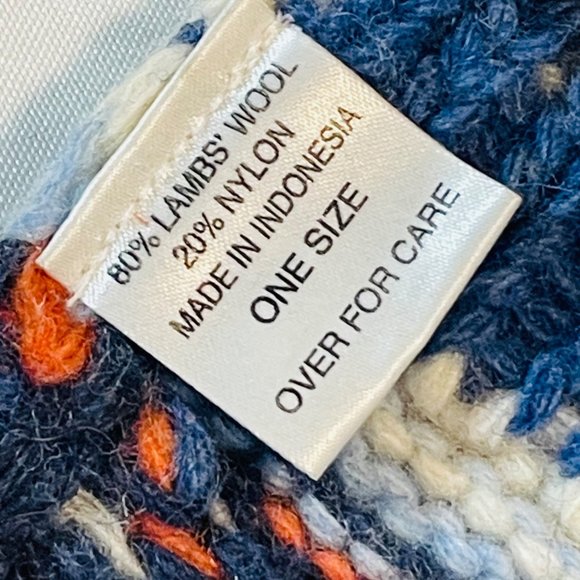 80% LAMBS' WOOL
20% NYLON
MADE IN INDONESIA
ONE SIZE
OVER FOR CARE